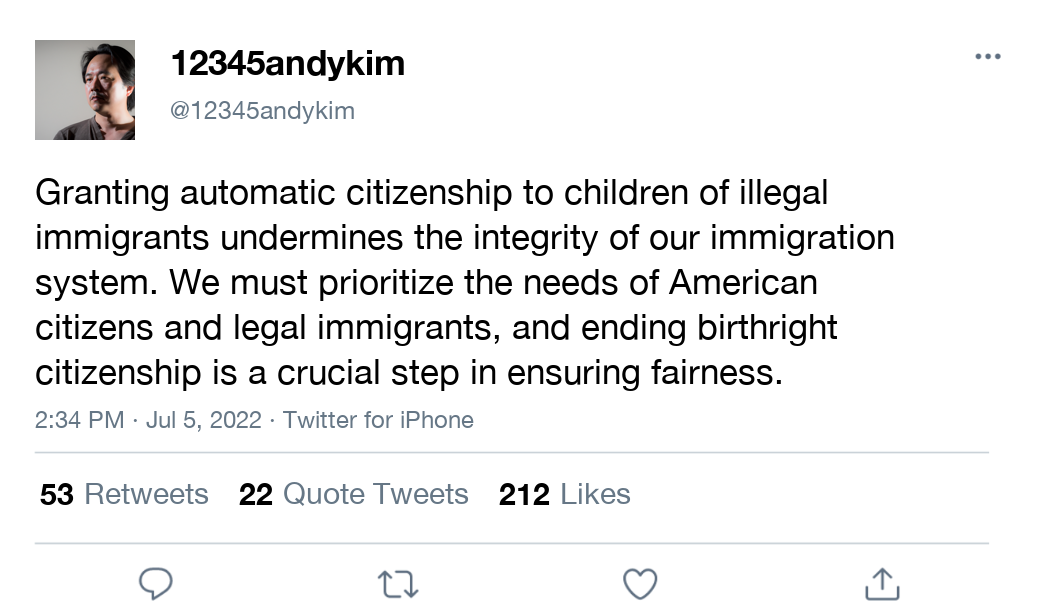 12345andykim
@12345andykim
Granting automatic citizenship to children of illegal
immigrants undermines the integrity of our immigration
system. We must prioritize the needs of American
citizens and legal immigrants, and ending birthright
citizenship is a crucial step in ensuring fairness.
2:34 PM · Jul 5, 2022 · Twitter for iPhone
53 Retweets 22 Quote Tweets 212 Likes